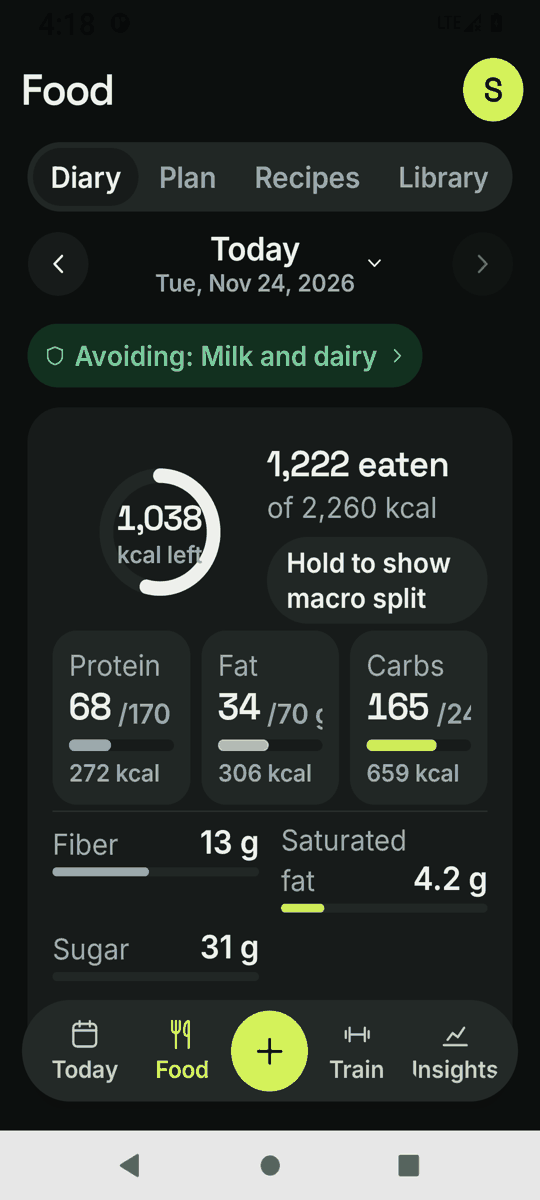 4:18
LTE
Food
S
Diary Plan Recipes Library
Today
Tue, Nov 24, 2026
Avoiding: Milk and dairy
1,038
kcal left
1,222 eaten
of 2,260 kcal
Hold to show
macro split
Protein Fat Carbs
68 /170 34 /70 g 165 /24
272 kcal 306 kcal 659 kcal
Fiber 13 g
Saturated
fat 4.2 g
Sugar 31 g
Today Food Train Insights